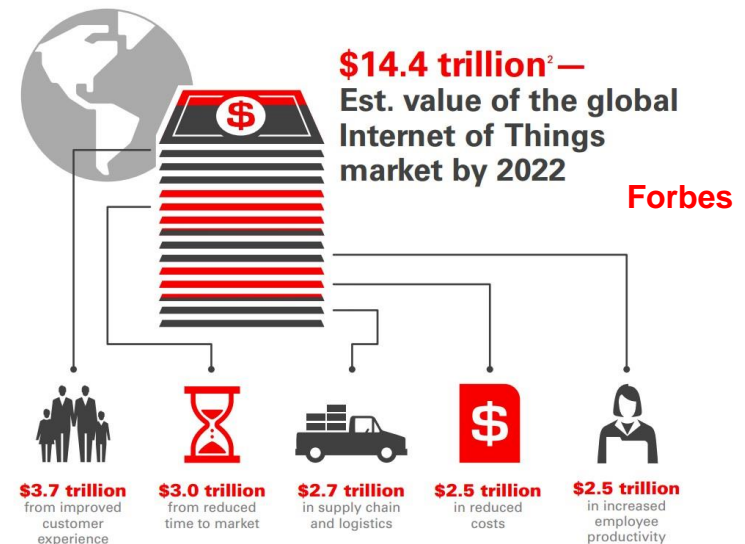 $14.4 trillion²—
Est. value of the global
Internet of Things
market by 2022
Forbes
$
$
$3.7 trillion
from improved
customer
experience
$3.0 trillion
from reduced
time to market
$2.7 trillion
in supply chain
and logistics
$2.5 trillion
in reduced
costs
$2.5 trillion
in increased
employee
productivity